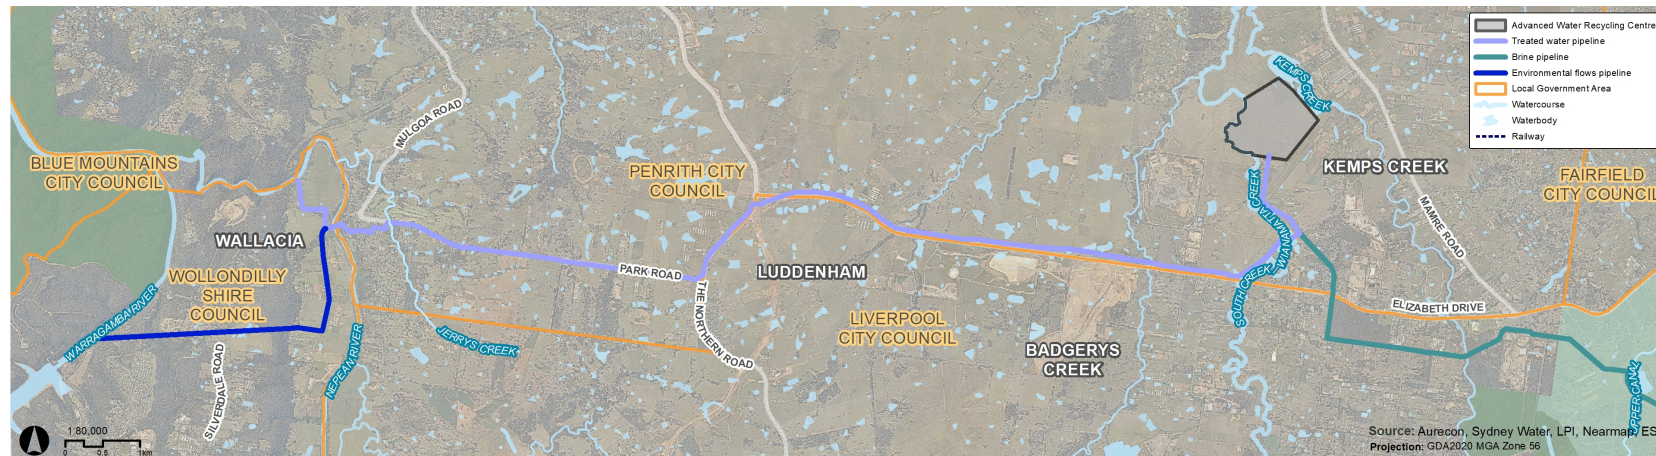 Advanced Water Recycling Centre
Treated water pipeline
Brine pipeline
Environmental flows pipeline
Local Government Area
Watercourse
Waterbody
Railway
KEMPS
CREEK
MULGOA ROAD
BLUE MOUNTAINS
CITY COUNCIL
PENRITH CITY
COUNCIL
KEMPS CREEK
FAIRFIELD
CITY COUNCIL
SOUTH CREEK / WIANAMATTA CREEK
MAMRE ROAD
WALLACIA
WOLLONDILLY
SHIRE
COUNCIL
PARK ROAD
LUDDENHAM
THE NORTHERN ROAD
WARRAGAMBA RIVER
ELIZABETH DRIVE
LIVERPOOL
CITY COUNCIL
JERRYS CREEK
NEPEAN RIVER
BADGERYS
CREEK
SILVERDALE ROAD
UPPER CANAL
1:80,000
0 0.5 1km
Source: Aurecon, Sydney Water, LPI, Nearmap, ES
Projection: GDA2020 MGA Zone 56